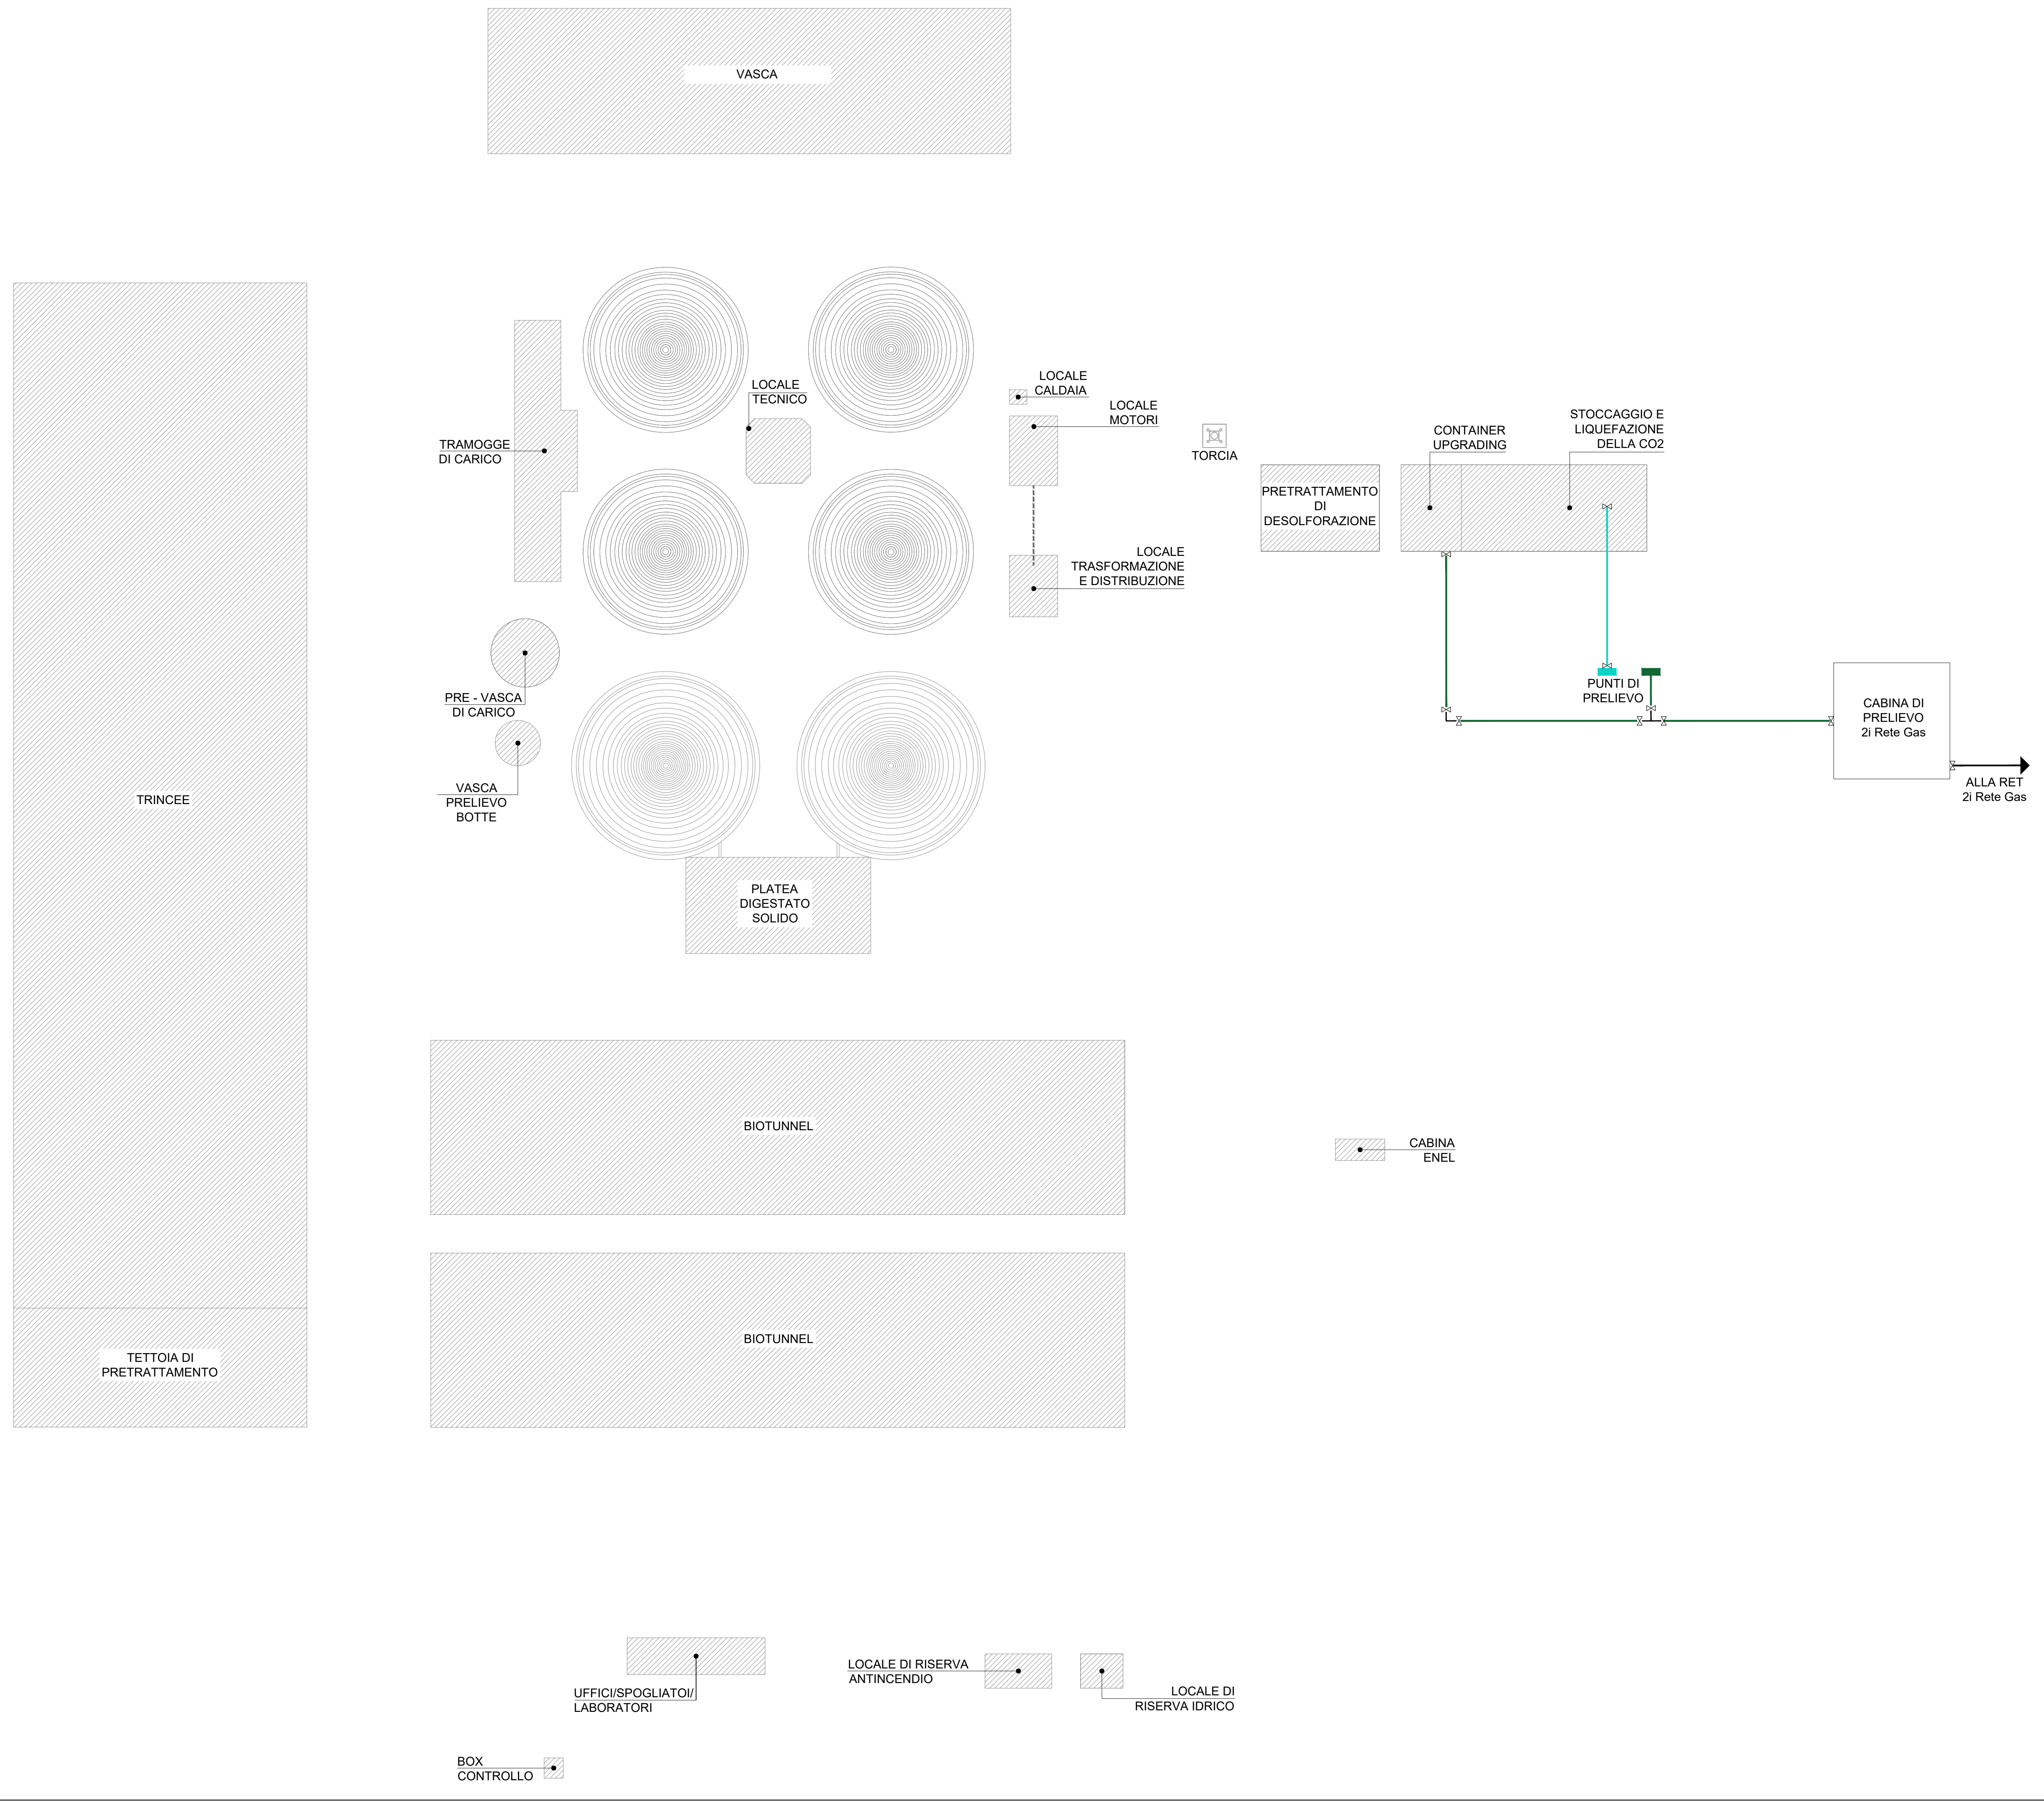 VASCA
LOCALE
TECNICO
LOCALE
CALDAIA
LOCALE
MOTORI
TRAMOGGE
DI CARICO
TORCIA
CONTAINER
UPGRADING
STOCCAGGIO E
LIQUEFAZIONE
DELLA CO2
PRETRATTAMENTO
DI
DESOLFORAZIONE
LOCALE
TRASFORMAZIONE
E DISTRIBUZIONE
PRE - VASCA
DI CARICO
PUNTI DI
PRELIEVO
CABINA DI
PRELIEVO
2i Rete Gas
ALLA RET
2i Rete Gas
VASCA
PRELIEVO
BOTTE
TRINCEE
PLATEA
DIGESTATO
SOLIDO
BIOTUNNEL
CABINA
ENEL
BIOTUNNEL
TETTOIA DI
PRETRATTAMENTO
UFFICI/SPOGLIATOI/
LABORATORI
LOCALE DI RISERVA
ANTINCENDIO
LOCALE DI
RISERVA IDRICO
BOX
CONTROLLO